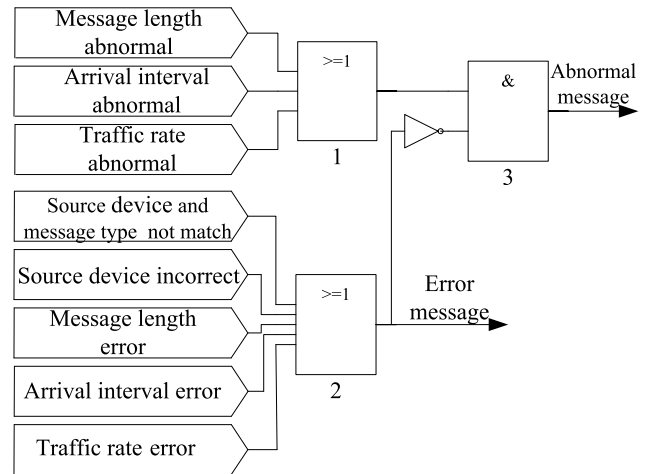 Message length
abnormal
Arrival interval
abnormal
Traffic rate
abnormal
>=1
1
&
3
Abnormal
message
Source device and
message type not match
Source device incorrect
Message length
error
Arrival interval error
Traffic rate error
>=1
2
Error
message